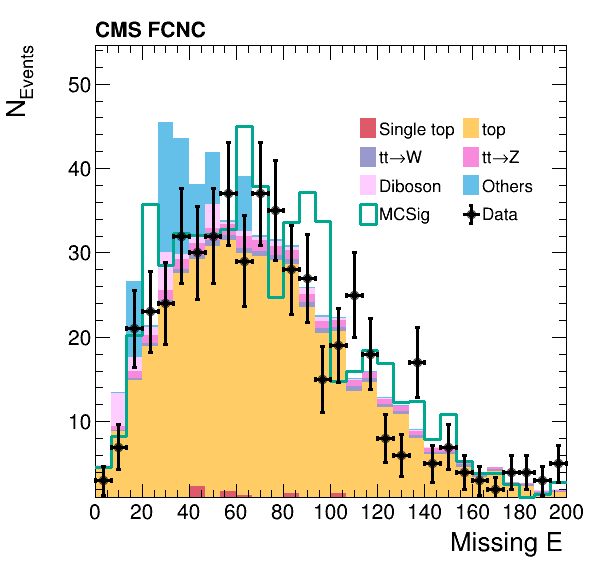 CMS FCNC
N_Events
50
40
30
20
10
Single top
top
tt→W
tt→Z
Diboson
Others
MCSig
Data
0 20 40 60 80 100 120 140 160 180 200
Missing E